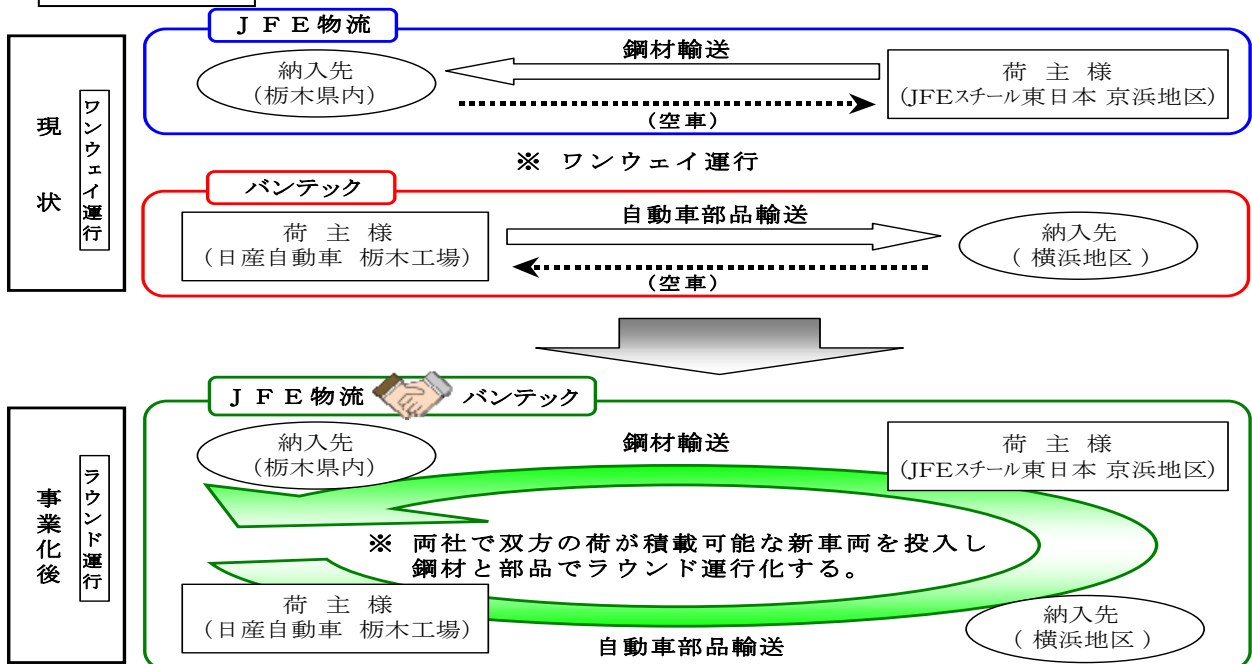 現状
ワンウェイ運行
JFE物流
納入先
(栃木県内)
鋼材輸送
(空車)
荷主様
(JFEスチール東日本 京浜地区)
※ ワンウェイ運行
バンテック
荷主様
(日産自動車 栃木工場)
自動車部品輸送
(空車)
納入先
(横浜地区)
事業化後
ラウンド運行
JFE物流 バンテック
納入先
(栃木県内)
鋼材輸送
荷主様
(JFEスチール東日本 京浜地区)
※ 両社で双方の荷が積載可能な新車両を投入し
鋼材と部品でラウンド運行化する。
荷主様
(日産自動車 栃木工場)
自動車部品輸送
納入先
(横浜地区)